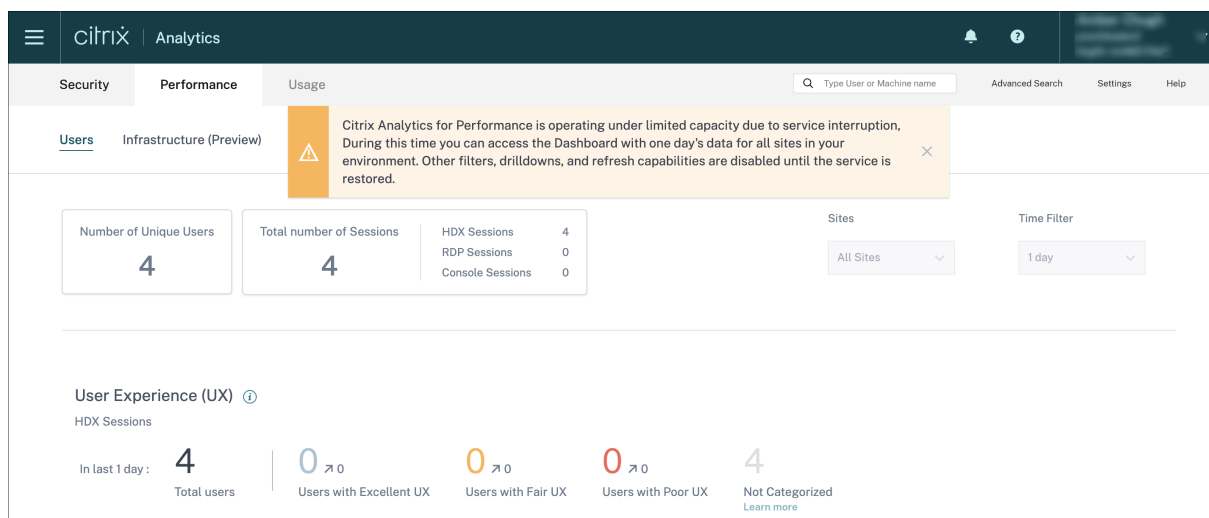 citrix | Analytics
Security Performance Usage Type User or Machine name Advanced Search Settings Help
Users Infrastructure (Preview)
Citrix Analytics for Performance is operating under limited capacity due to service interruption,
During this time you can access the Dashboard with one day's data for all sites in your
environment. Other filters, drilldowns, and refresh capabilities are disabled until the service is
restored.
Number of Unique Users
4
Total number of Sessions
4
HDX Sessions 4
RDP Sessions 0
Console Sessions 0
Sites
All Sites
Time Filter
1 day
User Experience (UX)
HDX Sessions
In last 1 day :
4
Total users
0 0
Users with Excellent UX
0 0
Users with Fair UX
0 0
Users with Poor UX
4
Not Categorized
Learn more